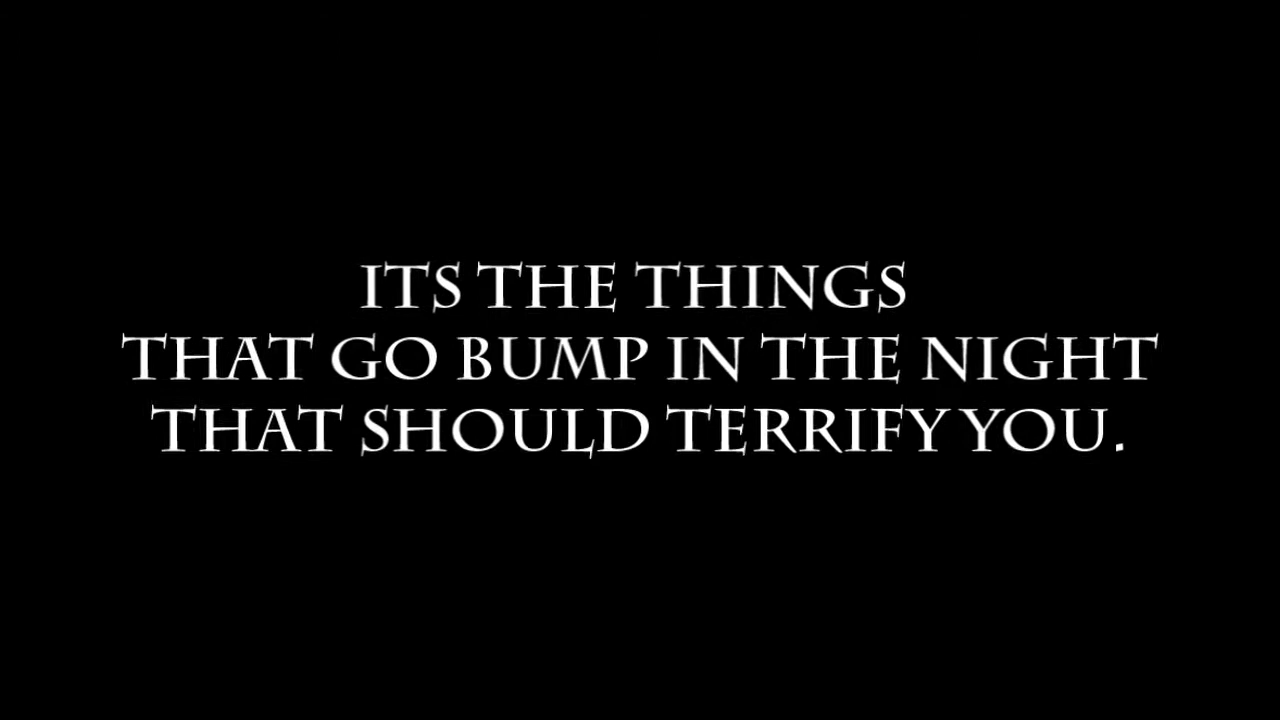 ITS THE THINGS
THAT GO BUMP IN THE NIGHT
THAT SHOULD TERRIFY YOU.